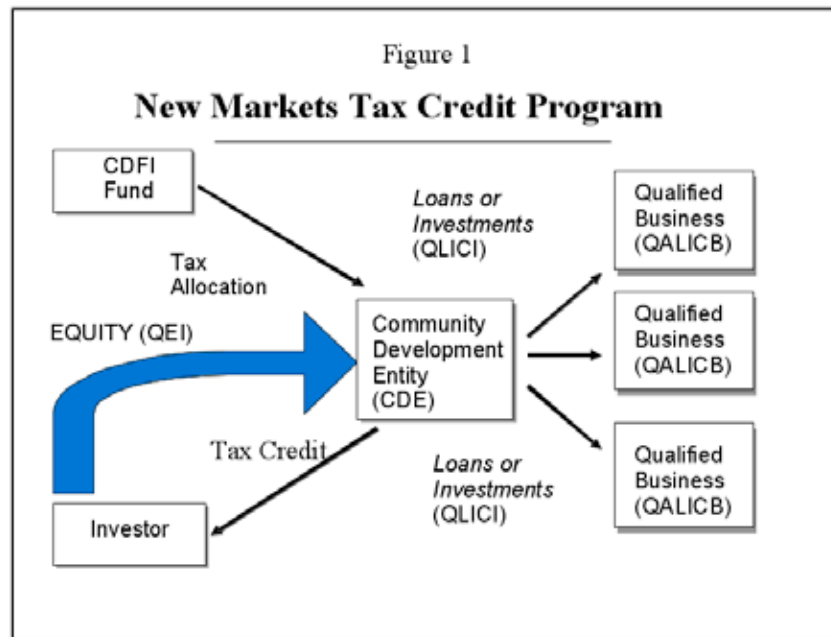 Figure 1
New Markets Tax Credit Program
CDFI
Fund
Tax
Allocation
EQUITY (QEI)
Loans or
Investments
(QLICI)
Community
Development
Entity
(CDE)
Tax Credit
Investor
Loans or
Investments
(QLICI)
Qualified
Business
(QALICB)
Qualified
Business
(QALICB)
Qualified
Business
(QALICB)